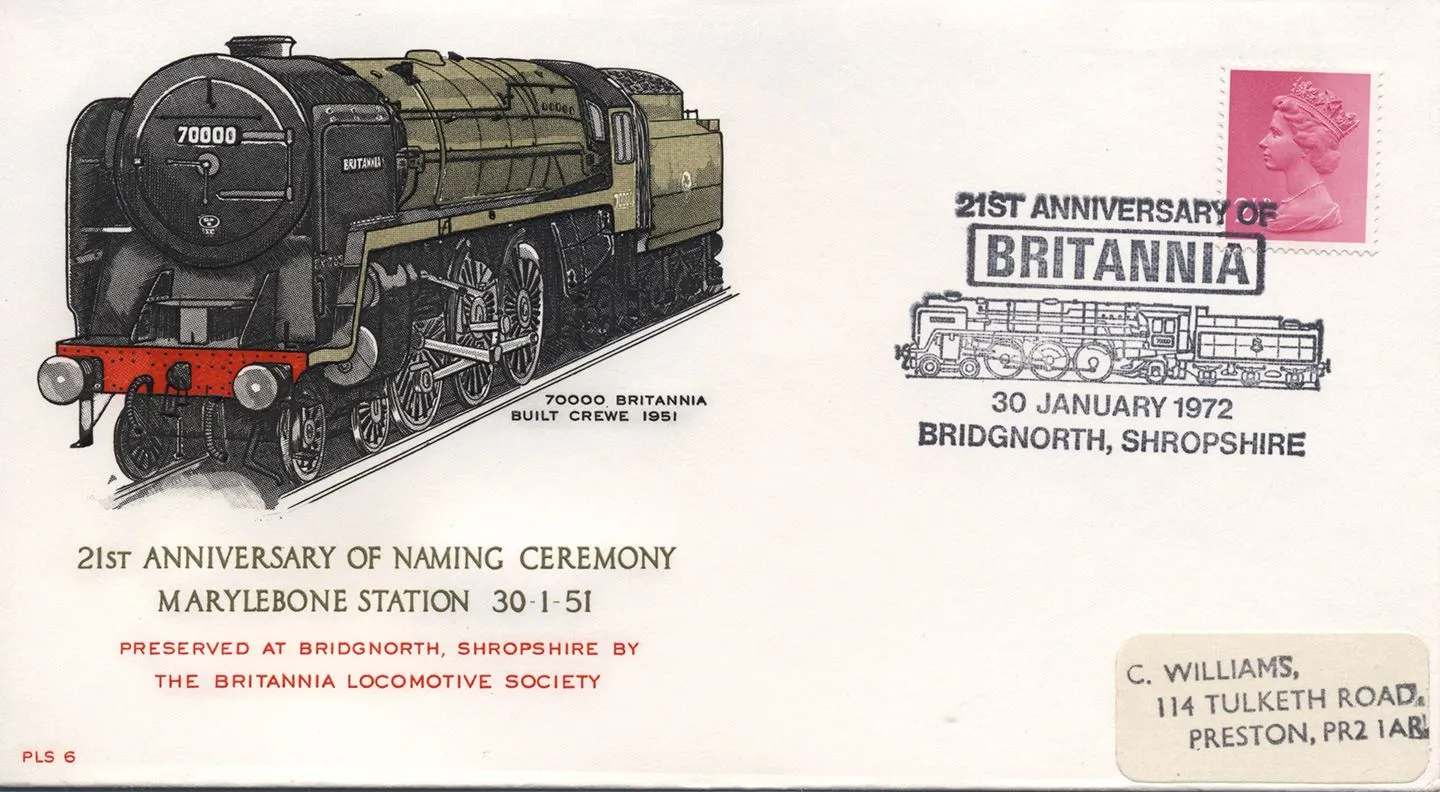 70000
BRITANNIA
70000 BRITANNIA
BUILT CREWE 1951
21ST ANNIVERSARY OF NAMING CEREMONY
MARYLEBONE STATION 30-1-51
PRESERVED AT BRIDGNORTH, SHROPSHIRE BY
THE BRITANNIA LOCOMOTIVE SOCIETY
PLS 6
21ST ANNIVERSARY OF
BRITANNIA
30 JANUARY 1972
BRIDGNORTH, SHROPSHIRE
C. WILLIAMS,
114 TULKETH ROAD,
PRESTON, PR2 1AR.